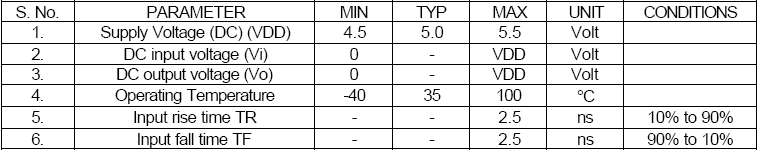 S. No. PARAMETER MIN TYP MAX UNIT CONDITIONS
1. Supply Voltage (DC) (VDD) 4.5 5.0 5.5 Volt
2. DC input voltage (Vi) 0 - VDD Volt
3. DC output voltage (Vo) 0 - VDD Volt
4. Operating Temperature -40 35 100 °C
5. Input rise time TR - - 2.5 ns 10% to 90%
6. Input fall time TF - - 2.5 ns 90% to 10%